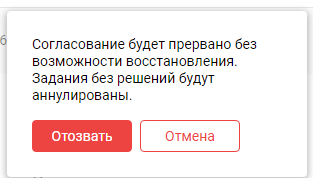 Согласование будет прервано без
возможности восстановления.
Задания без решений будут
аннулированы.
Отозвать
Отмена